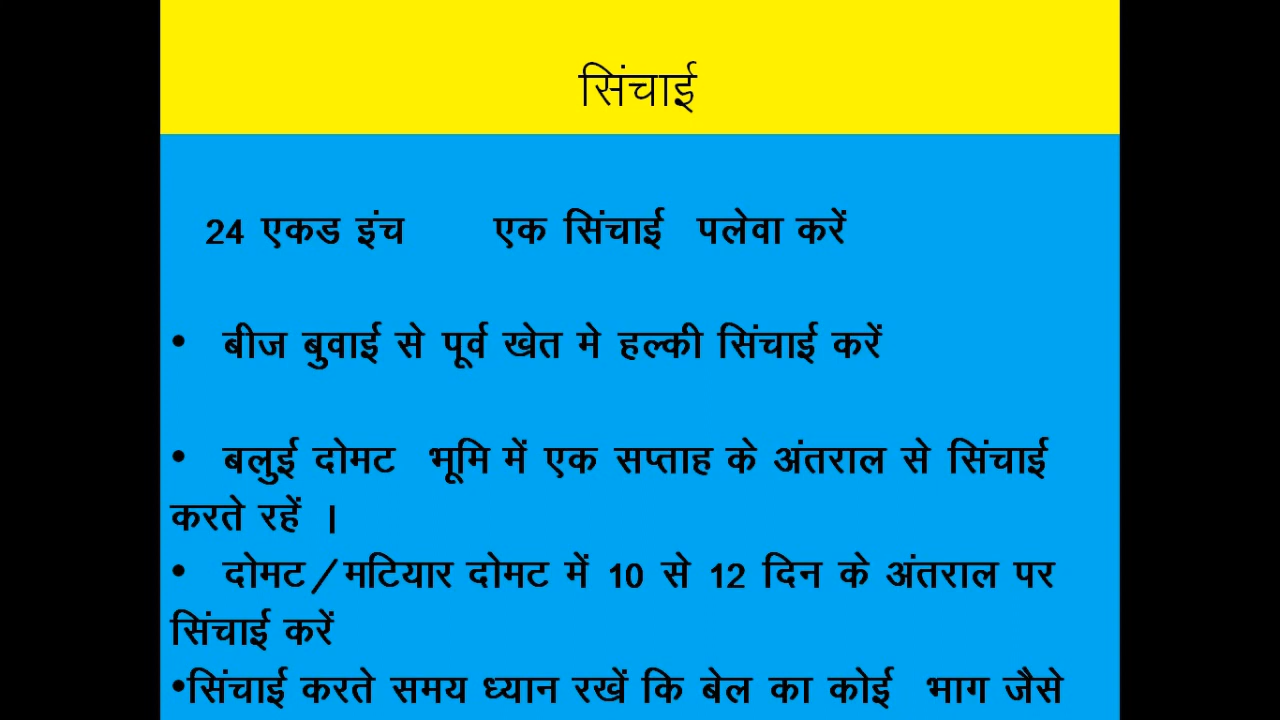 सिंचाई
24 एकड इंच एक सिंचाई पलेवा करें
• बीज बुवाई से पूर्व खेत मे हल्की सिंचाई करें
• बलुई दोमट भूमि में एक सप्ताह के अंतराल से सिंचाई
करते रहें ।
• दोमट/मटियार दोमट में 10 से 12 दिन के अंतराल पर
सिंचाई करें
•सिंचाई करते समय ध्यान रखें कि बेल का कोई भाग जैसे